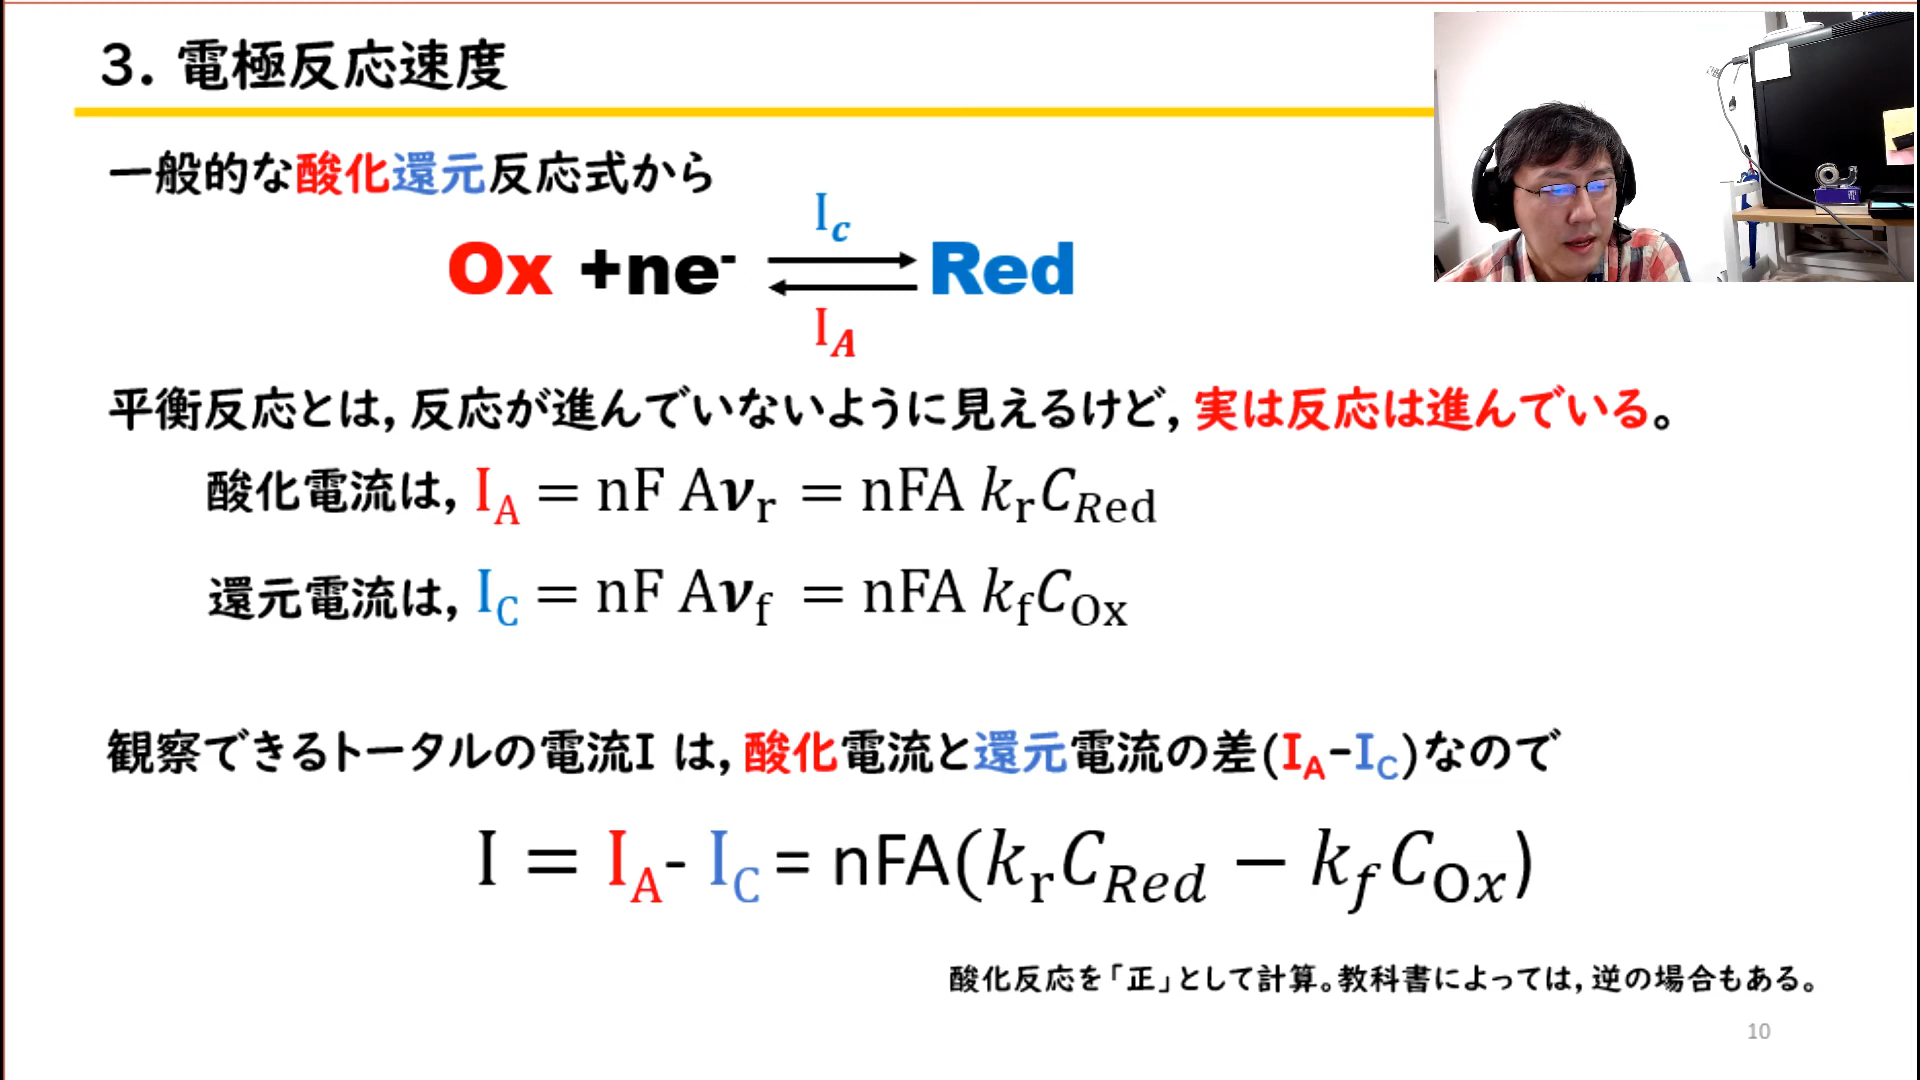 3. 電極反応速度
一般的な酸化還元反応式から
I_c
Ox +ne⁻ ⇄ Red
I_A
平衡反応とは, 反応が進んでいないように見えるけど, 実は反応は進んでいる。
酸化電流は, I_A = nF Aν_r = nFA k_r C_Red
還元電流は, I_C = nF Aν_f = nFA k_f C_Ox
観察できるトータルの電流I は, 酸化電流と還元電流の差(I_A-I_C)なので
I = I_A- I_C = nFA(k_r C_Red − k_f C_Ox)
酸化反応を「正」として計算。教科書によっては, 逆の場合もある。
10